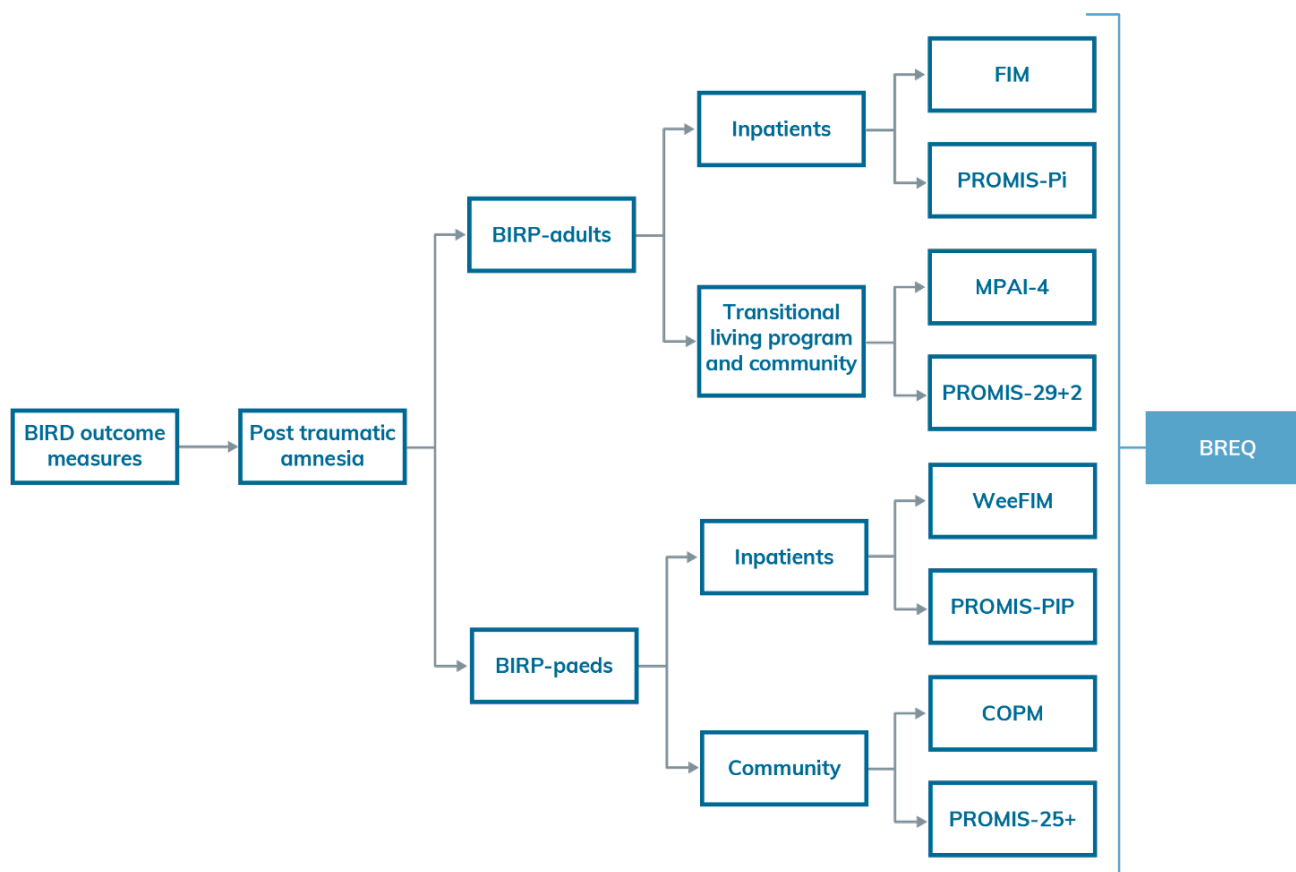 BIRD outcome
measures
Post traumatic
amnesia
BIRP-adults
Inpatients
FIM
PROMIS-Pi
Transitional
living program
and community
MPAI-4
PROMIS-29+2
BIRP-paeds
Inpatients
WeeFIM
PROMIS-PIP
Community
COPM
PROMIS-25+
BREQ